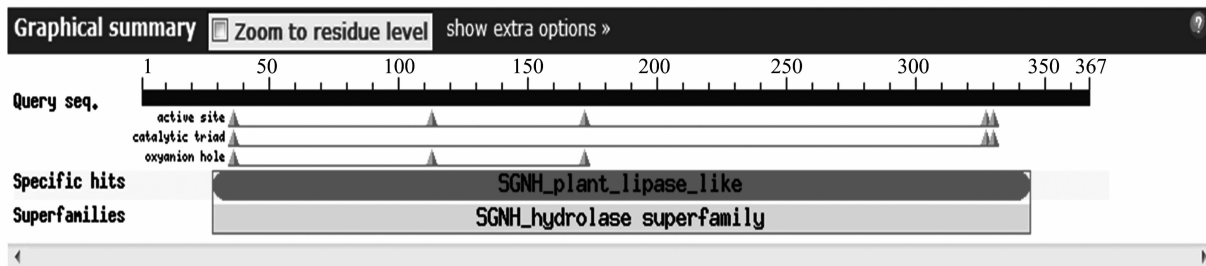 Graphical summary Zoom to residue level show extra options » ?
1 50 100 150 200 250 300 350 367
Query seq.
active site
catalytic triad
oxyanion hole
Specific hits SGNH_plant_lipase_like
Superfamilies SGNH_hydrolase superfamily